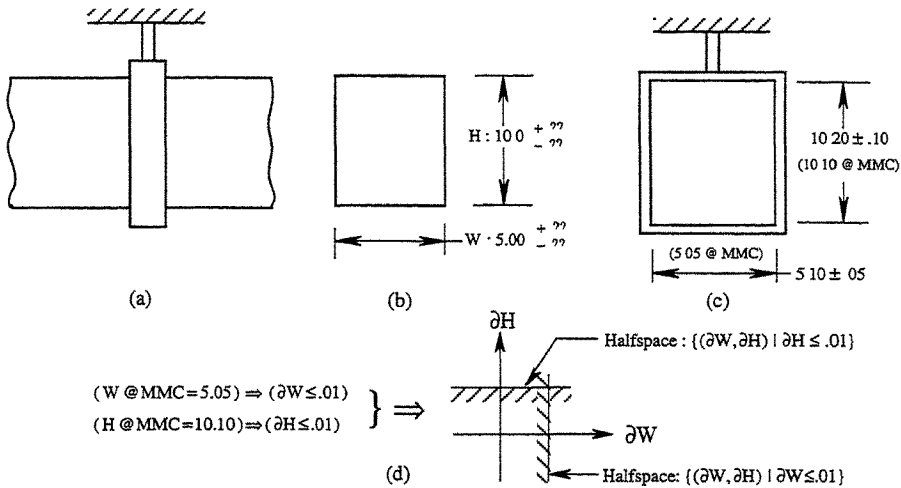 (a)
H : 10 0 + ??
− ??
W · 5.00 + ??
− ??
(b)
10 20 ± .10
(10 10 @ MMC)
(5 05 @ MMC)
5 10 ± 05
(c)
( W @ MMC = 5.05 ) ⇒ ( ∂W ≤ .01 )
( H @ MMC = 10.10 ) ⇒ ( ∂H ≤ .01 )
} ⇒
∂H
Halfspace : {(∂W, ∂H) | ∂H ≤ .01}
∂W
Halfspace: {(∂W, ∂H) | ∂W ≤ .01}
(d)